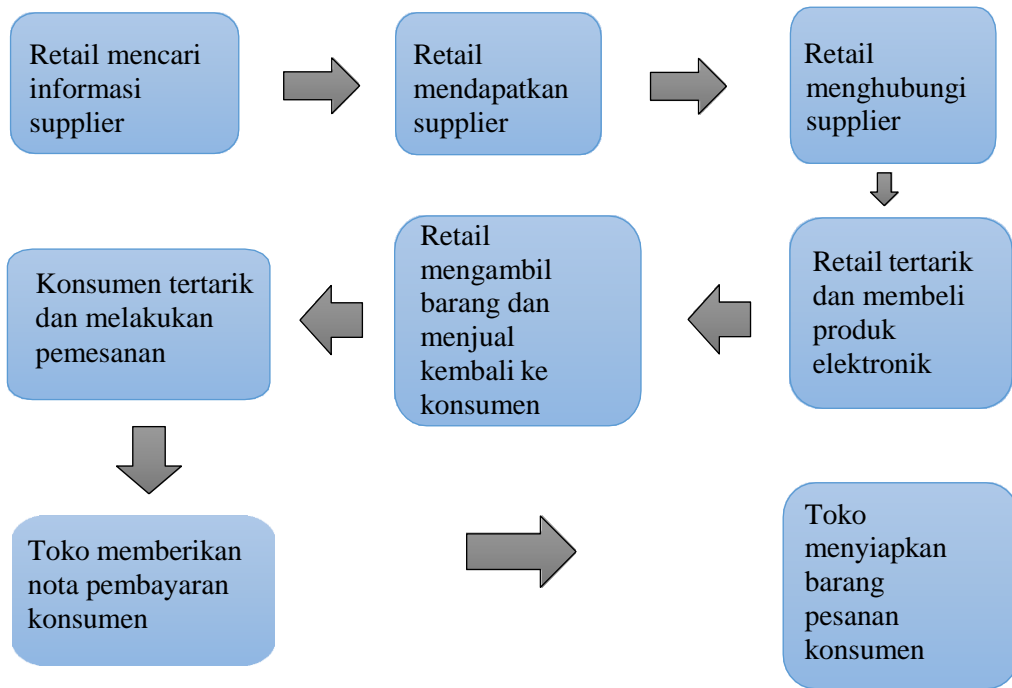 Retail mencari
informasi
supplier
Retail
mendapatkan
supplier
Retail
menghubungi
supplier
Retail tertarik
dan membeli
produk
elektronik
Retail
mengambil
barang dan
menjual
kembali ke
konsumen
Konsumen tertarik
dan melakukan
pemesanan
Toko memberikan
nota pembayaran
konsumen
Toko
menyiapkan
barang
pesanan
konsumen